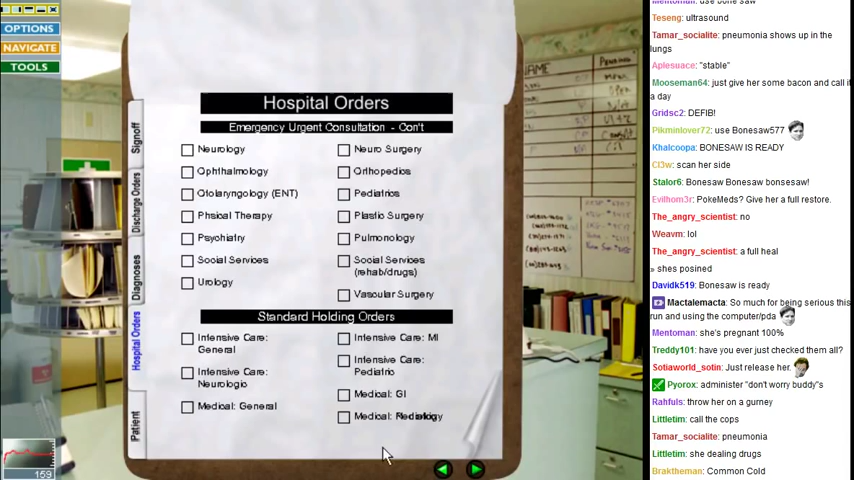 OPTIONS
NAVIGATE
TOOLS
Hospital Orders
Emergency Urgent Consultation - Con't
Neurology
Ophthalmology
Otolaryngology (ENT)
Physical Therapy
Psychiatry
Social Services
Urology
Neuro Surgery
Orthopedics
Pediatrics
Plastic Surgery
Pulmonology
Social Services
(rehab/drugs)
Vascular Surgery
Standard Holding Orders
Intensive Care:
General
Intensive Care:
Neurologic
Medical: General
Intensive Care: MI
Intensive Care:
Pediatric
Medical: GI
Medical:
Signoff
Discharge Orders
Diagnoses
Hospital Orders
Patient
159
NAME
Mentoman: use bone saw
Teseng: ultrasound
Tamar_socialite: pneumonia shows up in the
lungs
Aplesuace: "stable"
Mooseman64: just give her some bacon and call it
a day
Gridsc2: DEFIB!
Pikminlover72: use Bonesaw577
Khalcoopa: BONESAW IS READY
Cl3w: scan her side
Stalor6: Bonesaw Bonesaw bonsesaw!
Evilhom3r: PokeMeds? Give her a full restore.
The_angry_scientist: no
Weavm: lol
The_angry_scientist: a full heal
» shes posined
Davidk519: Bonesaw is ready
Mactalemacta: So much for being serious this
run and using the computer/pda
Mentoman: she's pregnant 100%
Treddy101: have you ever just checked them all?
Sotiaworld_sotin: Just release her.
Pyorox: administer "don't worry buddy"s
Rahfuls: throw her on a gurney
Littletim: call the cops
Tamar_socialite: pneumonia
Littletim: she dealing drugs
Braktheman: Common Cold